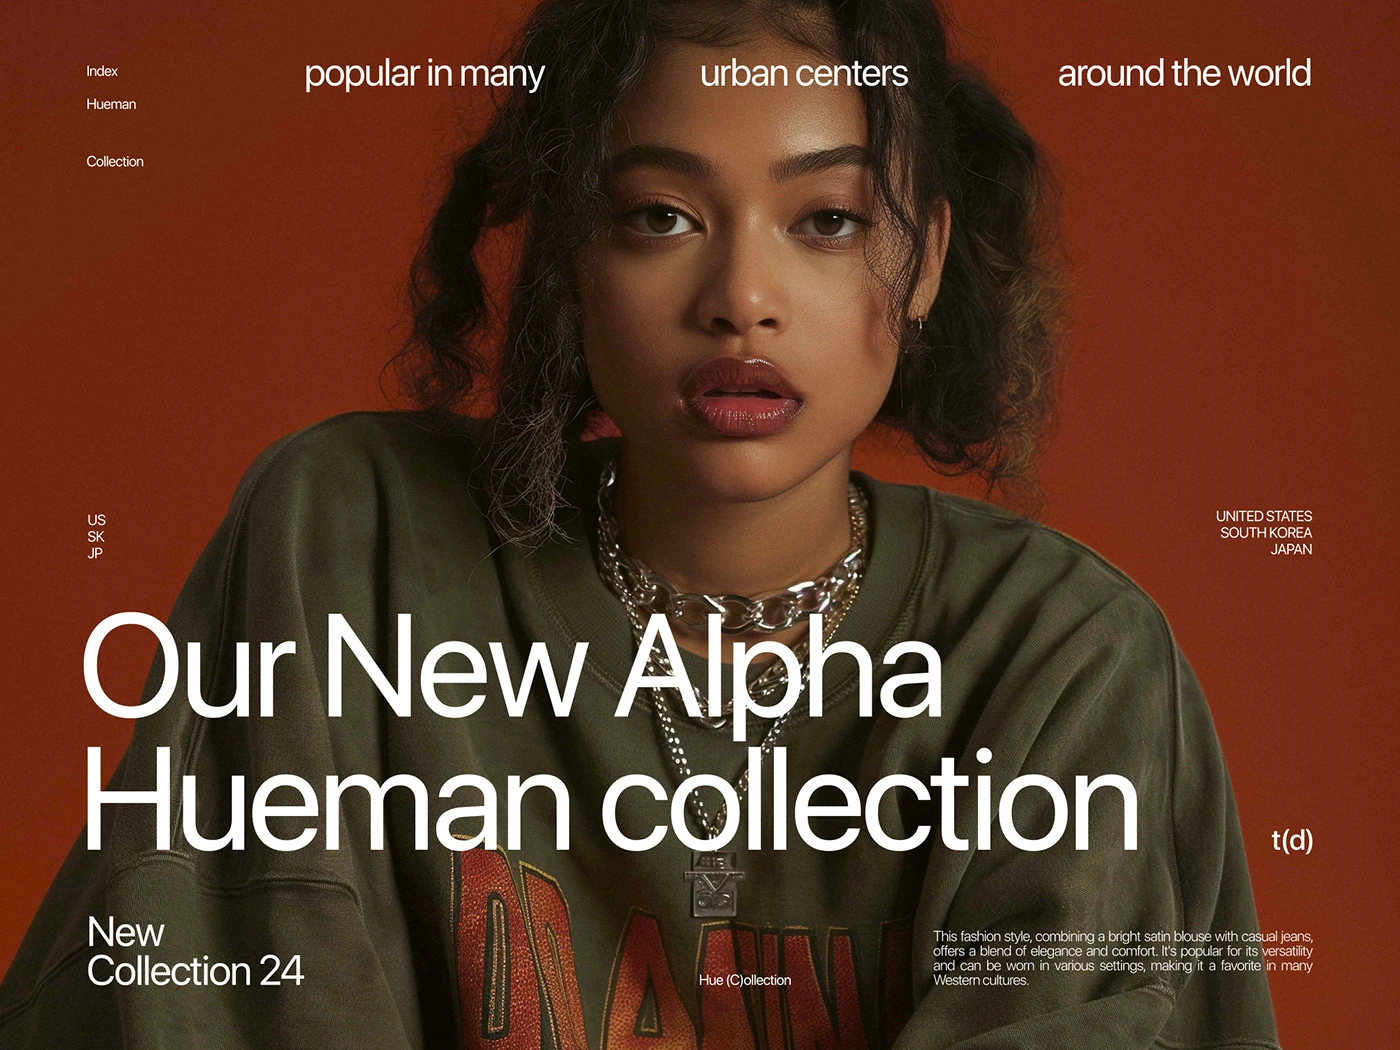 Index
popular in many
urban centers
around the world
Hueman
Collection
US
SK
JP
UNITED STATES
SOUTH KOREA
JAPAN
Our New Alpha
Hueman collection
t(d)
New
Collection 24
Hue (C)ollection
This fashion style, combining a bright satin blouse with casual jeans,
offers a blend of elegance and comfort. It's popular for its versatility
and can be worn in various settings, making it a favorite in many
Western cultures.